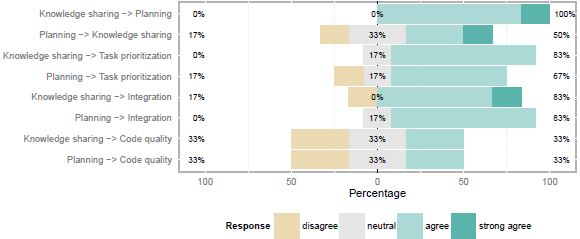 Knowledge sharing −> Planning 0% 0% 100%
Planning −> Knowledge sharing 17% 33% 50%
Knowledge sharing −> Task prioritization 0% 17% 83%
Planning −> Task prioritization 17% 17% 67%
Knowledge sharing −> Integration 17% 0% 83%
Planning −> Integration 0% 17% 83%
Knowledge sharing −> Code quality 33% 33% 33%
Planning −> Code quality 33% 33% 33%
100 50 0 50 100
Percentage
Response disagree neutral agree strong agree